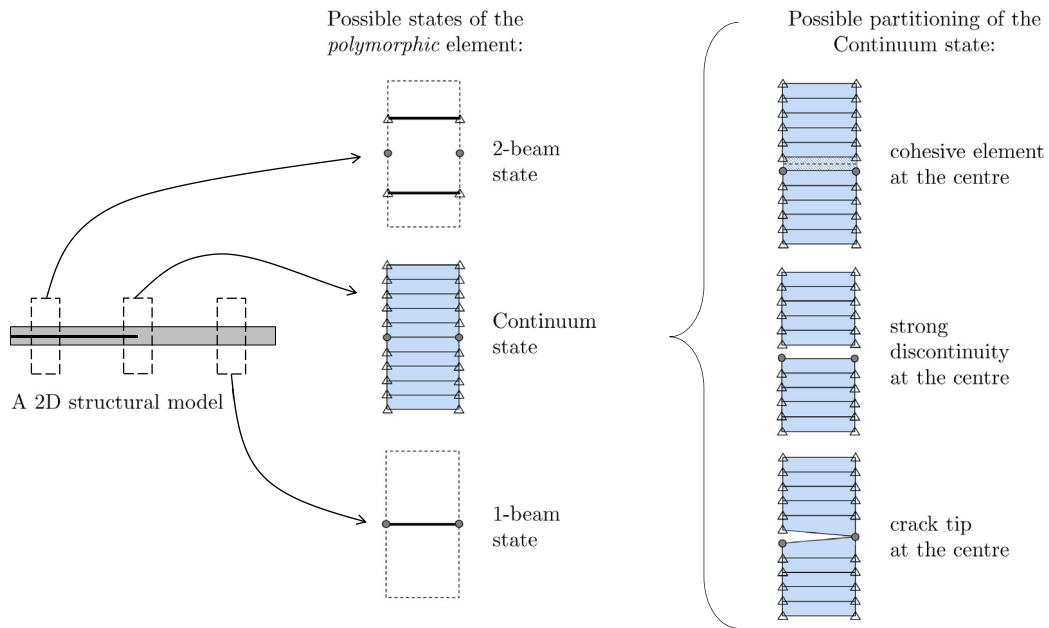 Possible states of the
polymorphic element:
2-beam
state
Continuum
state
1-beam
state
A 2D structural model
Possible partitioning of the
Continuum state:
cohesive element
at the centre
strong
discontinuity
at the centre
crack tip
at the centre